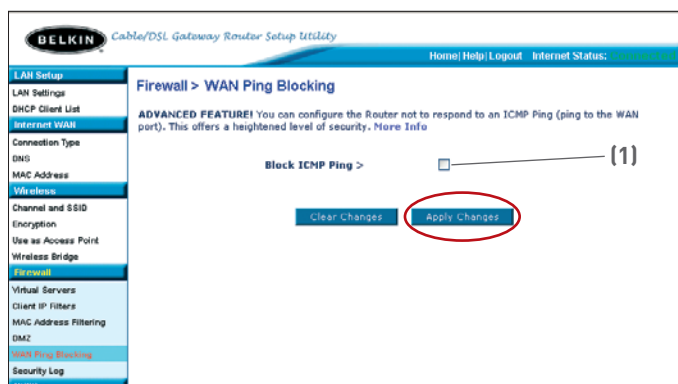 BELKIN Cable/DSL Gateway Router Setup Utility
Home| Help| Logout Internet Status:
LAN Setup
LAN Settings
DHCP Client List
Internet WAN
Connection Type
DNS
MAC Address
Wireless
Channel and SSID
Encryption
Use as Access Point
Wireless Bridge
Firewall
Virtual Servers
Client IP Filters
MAC Address Filtering
DMZ
WAN Ping Blocking
Security Log
Firewall > WAN Ping Blocking
ADVANCED FEATURE! You can configure the Router not to respond to an ICMP Ping (ping to the WAN
port). This offers a heightened level of security. More Info
Block ICMP Ping >
(1)
Clear Changes
Apply Changes